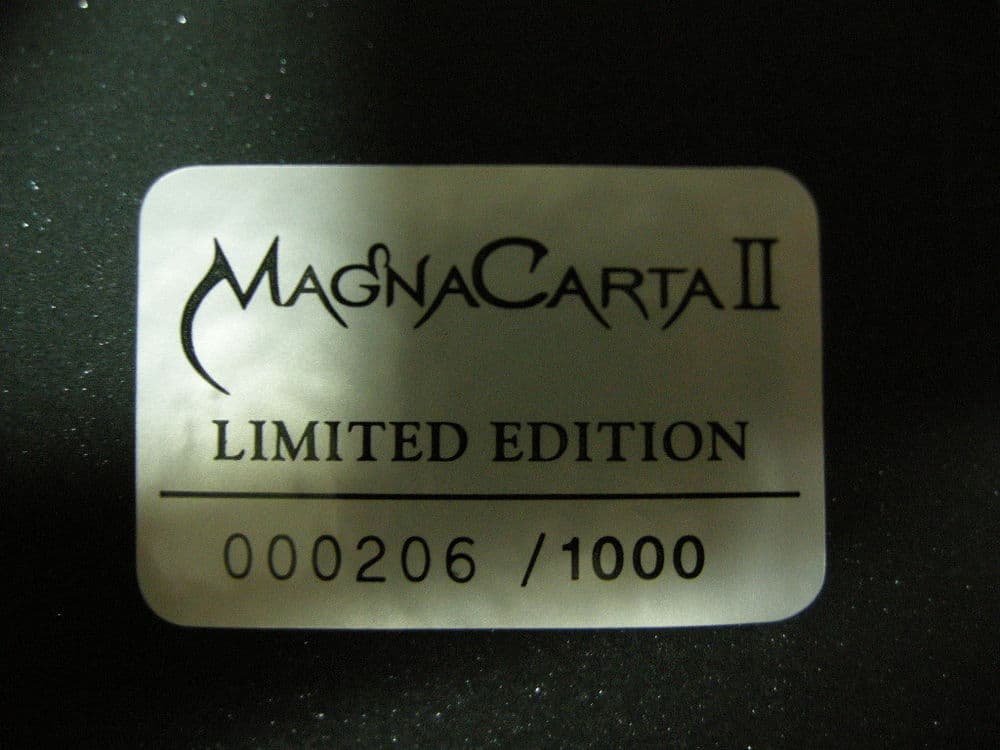 MAGNACARTA II
LIMITED EDITION
000206 /1000